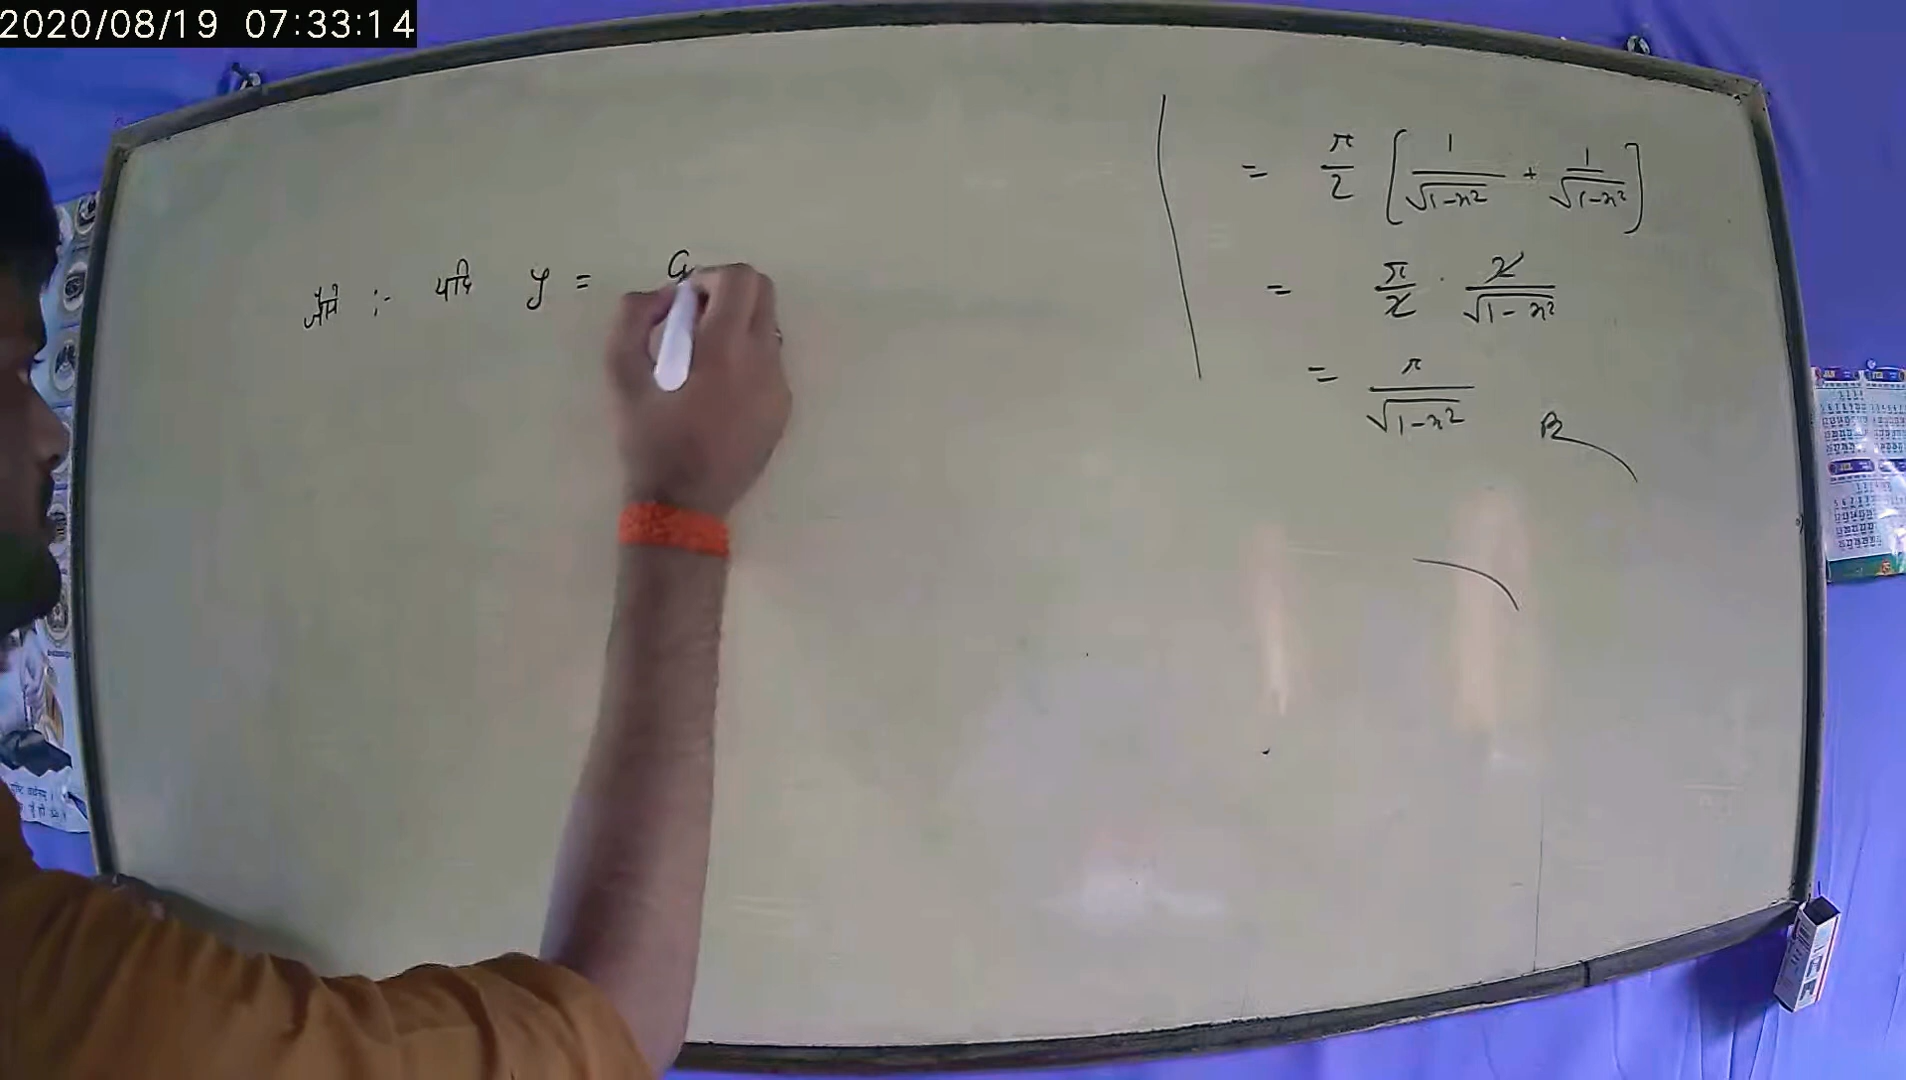 2020/08/19 07:33:14
जैसे :- यदि y = G
= π/2 [1/√1-x² + 1/√1-x²]
= π/2 · 2/√1-x²
= π/√1-x²